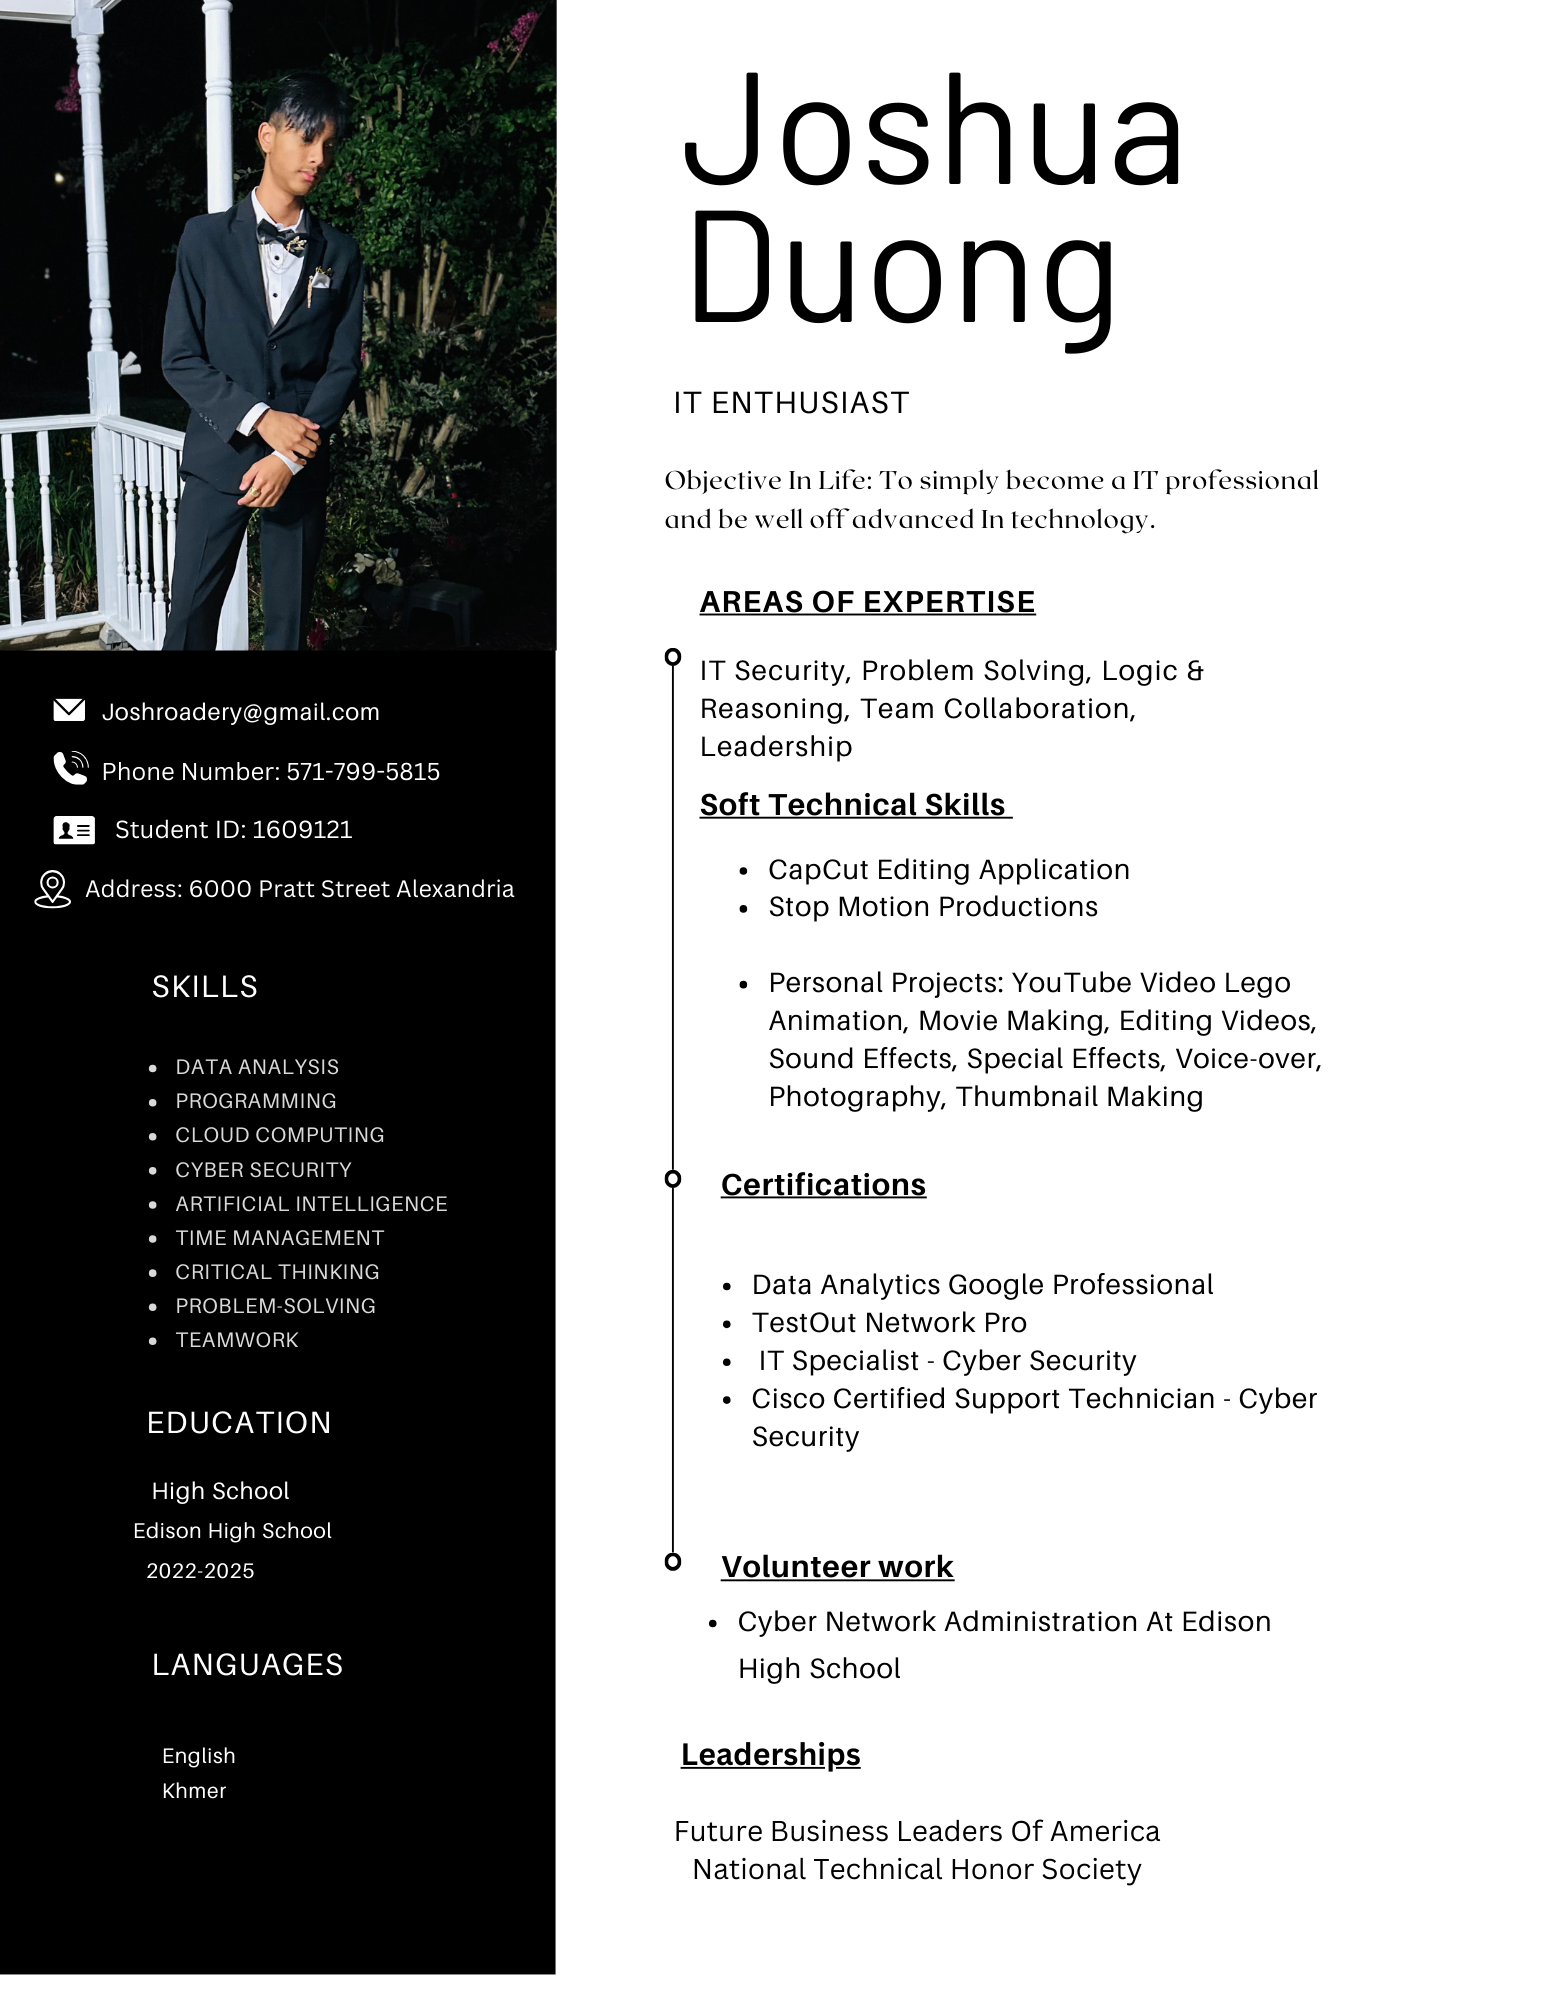 Joshua
Duong
IT ENTHUSIAST
Objective In Life: To simply become a IT professional
and be well off advanced In technology.
AREAS OF EXPERTISE
IT Security, Problem Solving, Logic &
Reasoning, Team Collaboration,
Leadership
Soft Technical Skills
• CapCut Editing Application
• Stop Motion Productions
• Personal Projects: YouTube Video Lego
Animation, Movie Making, Editing Videos,
Sound Effects, Special Effects, Voice-over,
Photography, Thumbnail Making
Certifications
• Data Analytics Google Professional
• TestOut Network Pro
• IT Specialist - Cyber Security
• Cisco Certified Support Technician - Cyber
Security
Volunteer work
• Cyber Network Administration At Edison
High School
Leaderships
Future Business Leaders Of America
National Technical Honor Society
Joshroadery@gmail.com
Phone Number: 571-799-5815
Student ID: 1609121
Address: 6000 Pratt Street Alexandria
SKILLS
• DATA ANALYSIS
• PROGRAMMING
• CLOUD COMPUTING
• CYBER SECURITY
• ARTIFICIAL INTELLIGENCE
• TIME MANAGEMENT
• CRITICAL THINKING
• PROBLEM-SOLVING
• TEAMWORK
EDUCATION
High School
Edison High School
2022-2025
LANGUAGES
English
Khmer